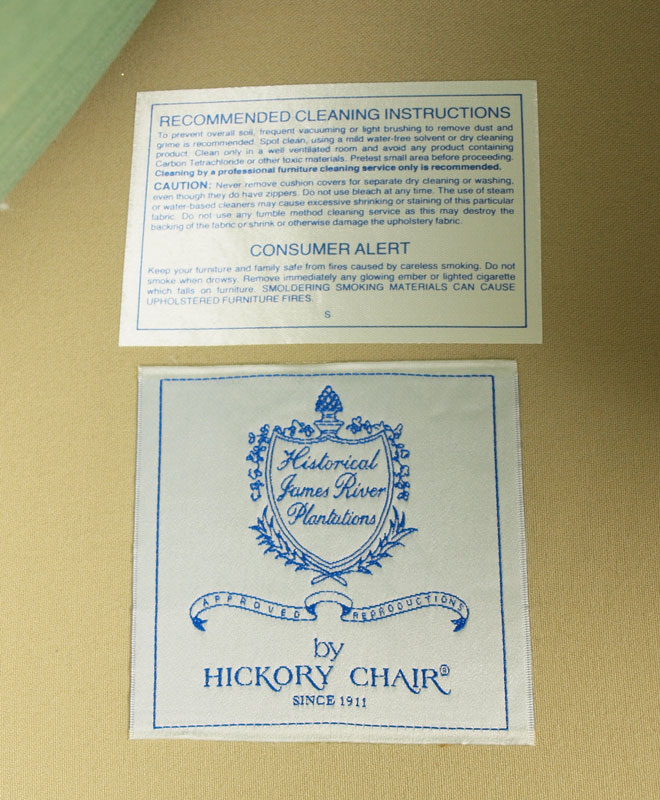 RECOMMENDED CLEANING INSTRUCTIONS
To prevent overall soil, frequent vacuuming or light brushing to remove dust and
grime is recommended. Spot clean, using a mild water-free solvent or dry cleaning
product. Clean only in a well ventilated room and avoid any product containing
Carbon Tetrachloride or other toxic materials. Pretest small area before proceeding.
Cleaning by a professional furniture cleaning service only is recommended.
CAUTION: Never remove cushion covers for separate dry cleaning or washing,
even though they do have zippers. Do not use bleach at any time. The use of steam
or water-based cleaners may cause excessive shrinking or staining of this particular
fabric. Do not use any tumble method cleaning service as this may destroy the
backing of the fabric or shrink or otherwise damage the upholstery fabric.
CONSUMER ALERT
Keep your furniture and family safe from fires caused by careless smoking. Do not
smoke when drowsy. Remove immediately any glowing ember or lighted cigarette
which falls on furniture. SMOLDERING SMOKING MATERIALS CAN CAUSE
UPHOLSTERED FURNITURE FIRES.
S
Historical
James River
Plantations
APPROVED REPRODUCTIONS
by
HICKORY CHAIR®
SINCE 1911